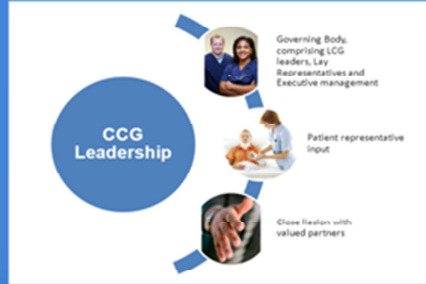 CCG
Leadership
Governing Body,
comprising LCG
leaders, Lay
Representatives and
Executive management
Patient representative
input
Close liaison with
valued partners